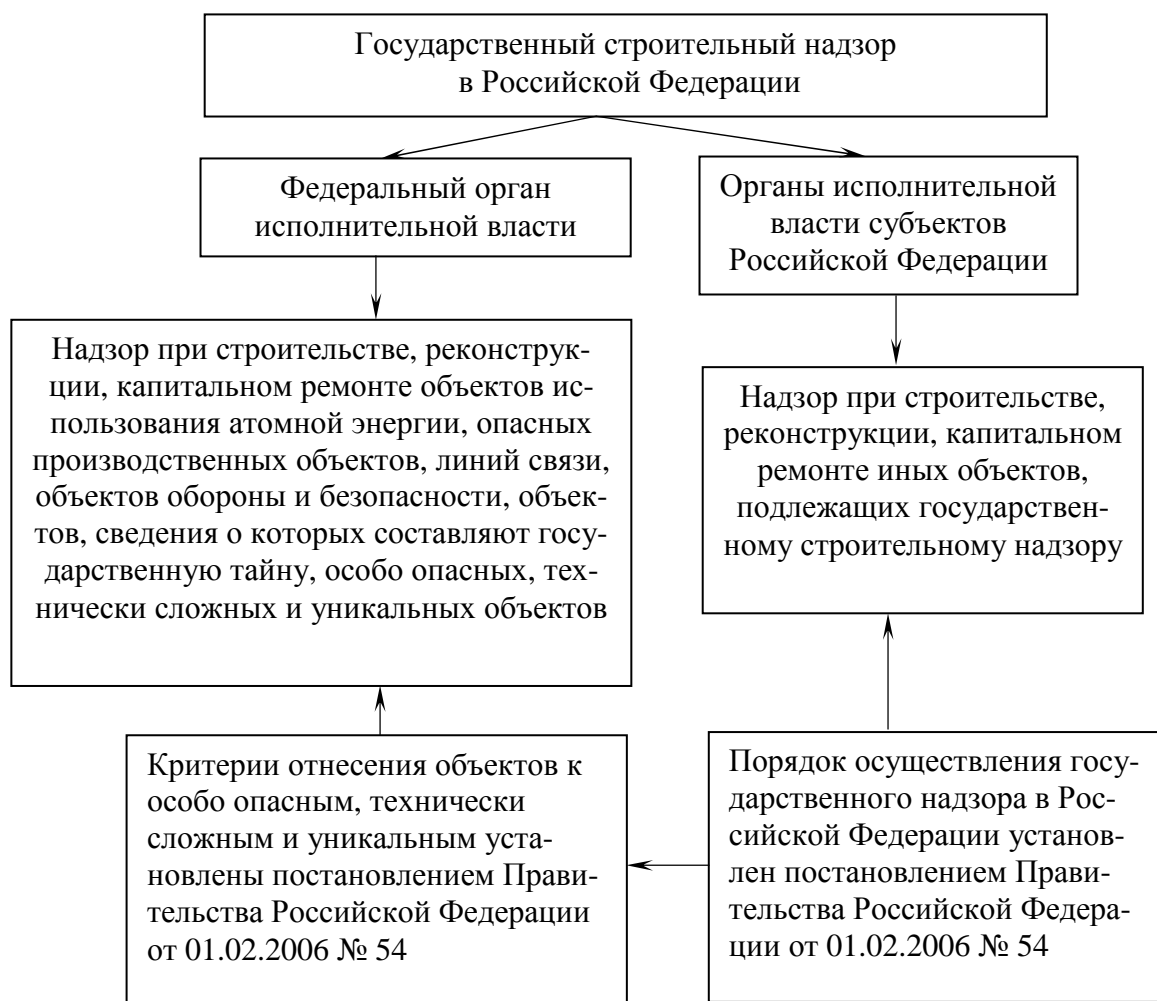 Государственный строительный надзор
в Российской Федерации
Федеральный орган
исполнительной власти
Органы исполнительной
власти субъектов
Российской Федерации
Надзор при строительстве, реконструк-
ции, капитальном ремонте объектов ис-
пользования атомной энергии, опасных
производственных объектов, линий связи,
объектов обороны и безопасности, объек-
тов, сведения о которых составляют госу-
дарственную тайну, особо опасных, тех-
нически сложных и уникальных объектов
Надзор при строительстве,
реконструкции, капитальном
ремонте иных объектов,
подлежащих государствен-
ному строительному надзору
Критерии отнесения объектов к
особо опасным, технически
сложным и уникальным уста-
новлены постановлением Прави-
тельства Российской Федерации
от 01.02.2006 № 54
Порядок осуществления госу-
дарственного надзора в Рос-
сийской Федерации установ-
лен постановлением Прави-
тельства Российской Федера-
ции от 01.02.2006 № 54